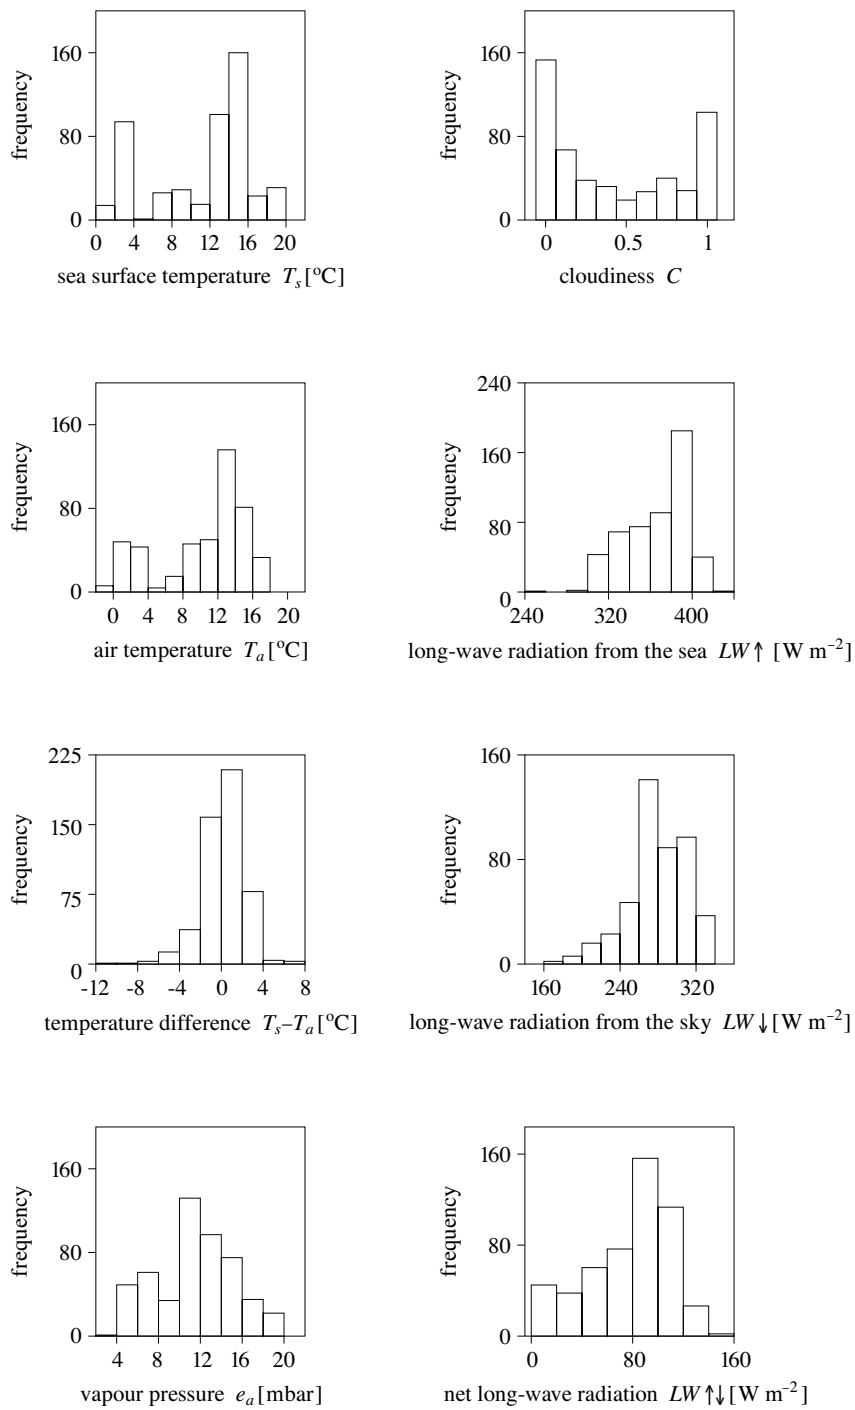 160
80
0
frequency
0 4 8 12 16 20
sea surface temperature Tₛ [°C]
160
80
0
frequency
0 0.5 1
cloudiness C
160
80
0
frequency
0 4 8 12 16 20
air temperature Tₐ [°C]
240
160
80
0
frequency
240 320 400
long-wave radiation from the sea LW↑ [W m⁻²]
225
150
75
0
frequency
-12 -8 -4 0 4 8
temperature difference Tₛ–Tₐ [°C]
160
80
0
frequency
160 240 320
long-wave radiation from the sky LW↓ [W m⁻²]
160
80
0
frequency
4 8 12 16 20
vapour pressure eₐ [mbar]
160
80
0
frequency
0 80 160
net long-wave radiation LW↑↓ [W m⁻²]